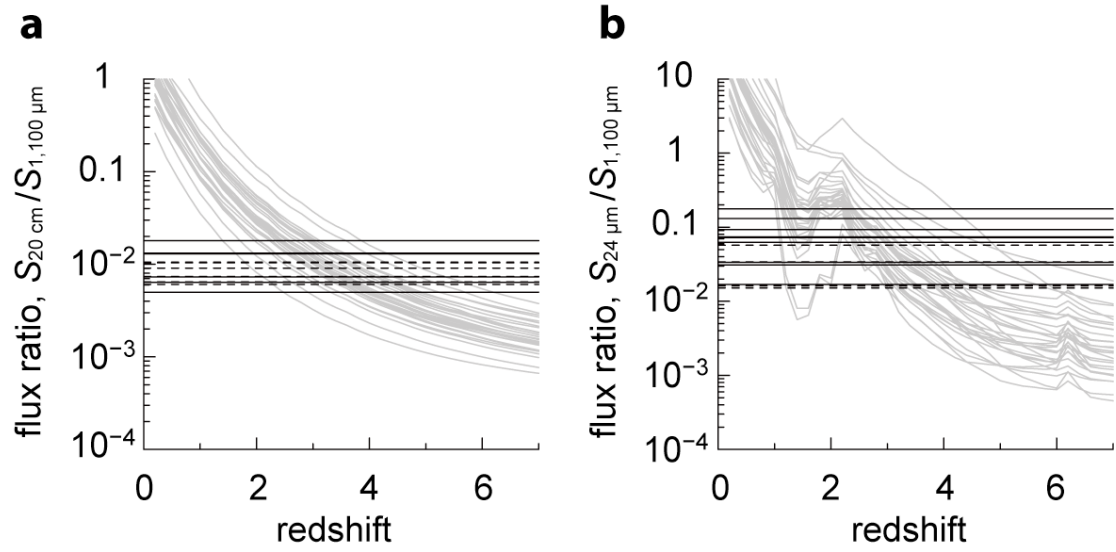 a
flux ratio, S20 cm/S1,100 µm
1
0.1
10−2
10−3
10−4
0 2 4 6
redshift
b
flux ratio, S24 µm/S1,100 µm
10
1
0.1
10−2
10−3
10−4
0 2 4 6
redshift